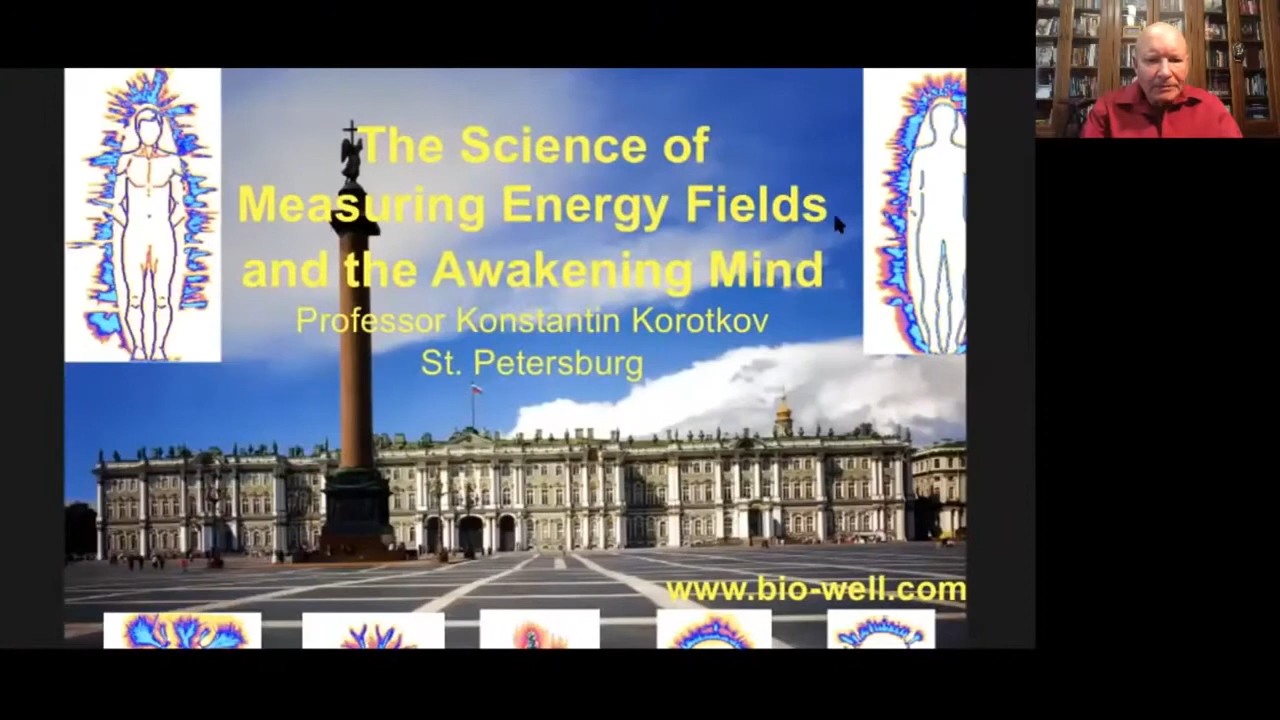 The Science of
Measuring Energy Fields
and the Awakening Mind
Professor Konstantin Korotkov
St. Petersburg
www.bio-well.com